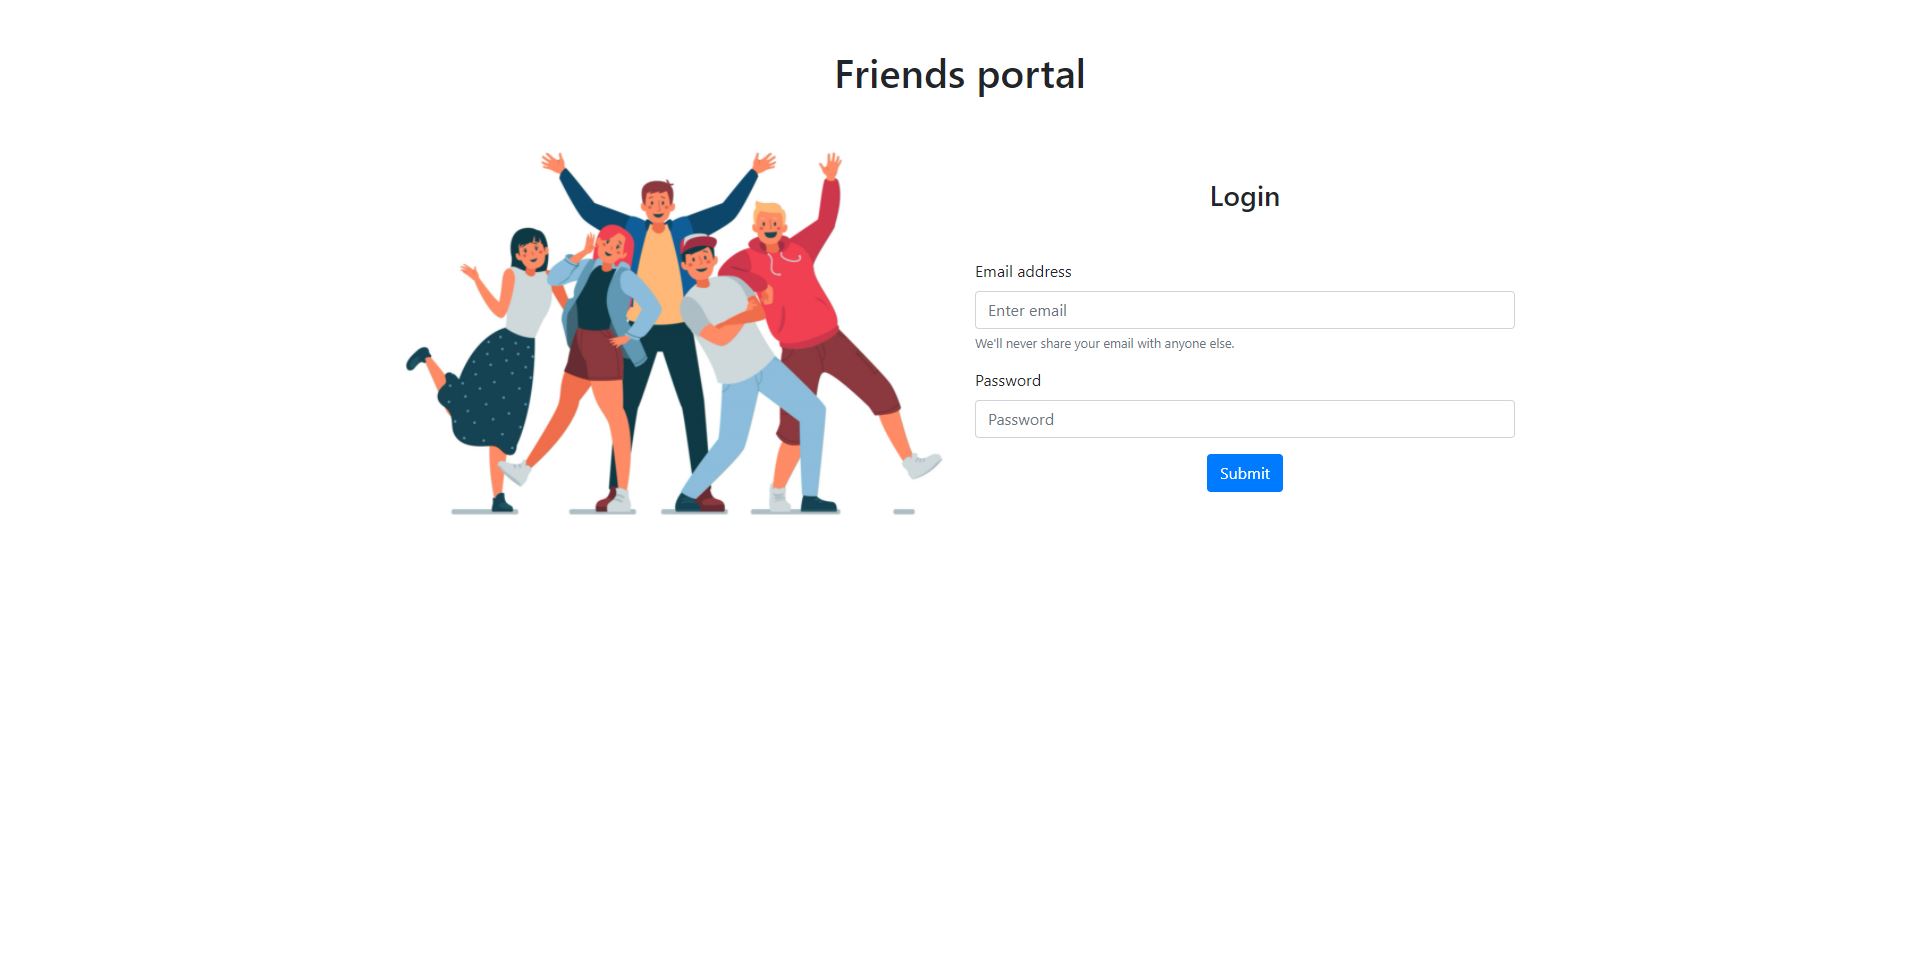 Friends portal
Login
Email address
Enter email
We'll never share your email with anyone else.
Password
Password
Submit